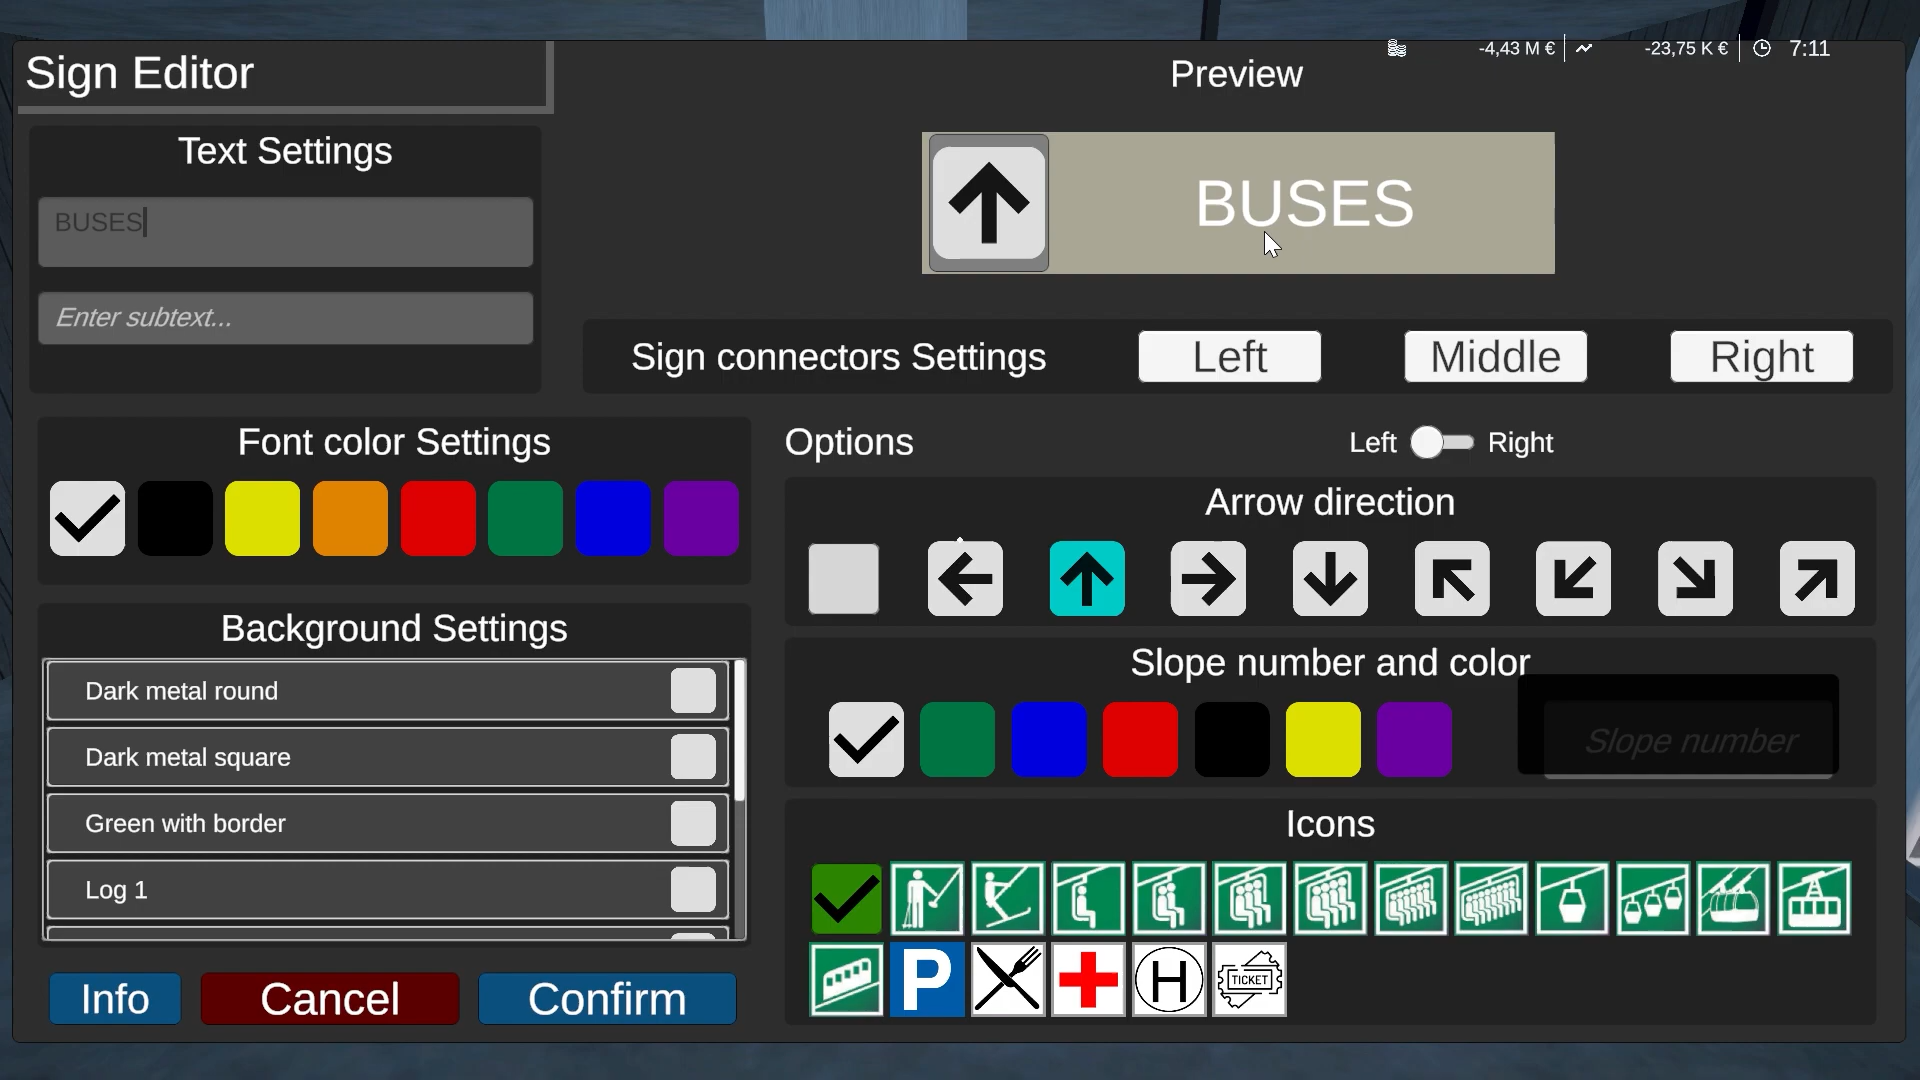 Sign Editor
-4,43 M €
-23,75 K €
7:11
Preview
Text Settings
BUSES
Enter subtext...
BUSES
Sign connectors Settings
Left
Middle
Right
Font color Settings
Options
Left
Right
Arrow direction
Background Settings
Dark metal round
Dark metal square
Green with border
Log 1
Slope number and color
Slope number
Icons
P
H
TICKET
Info
Cancel
Confirm